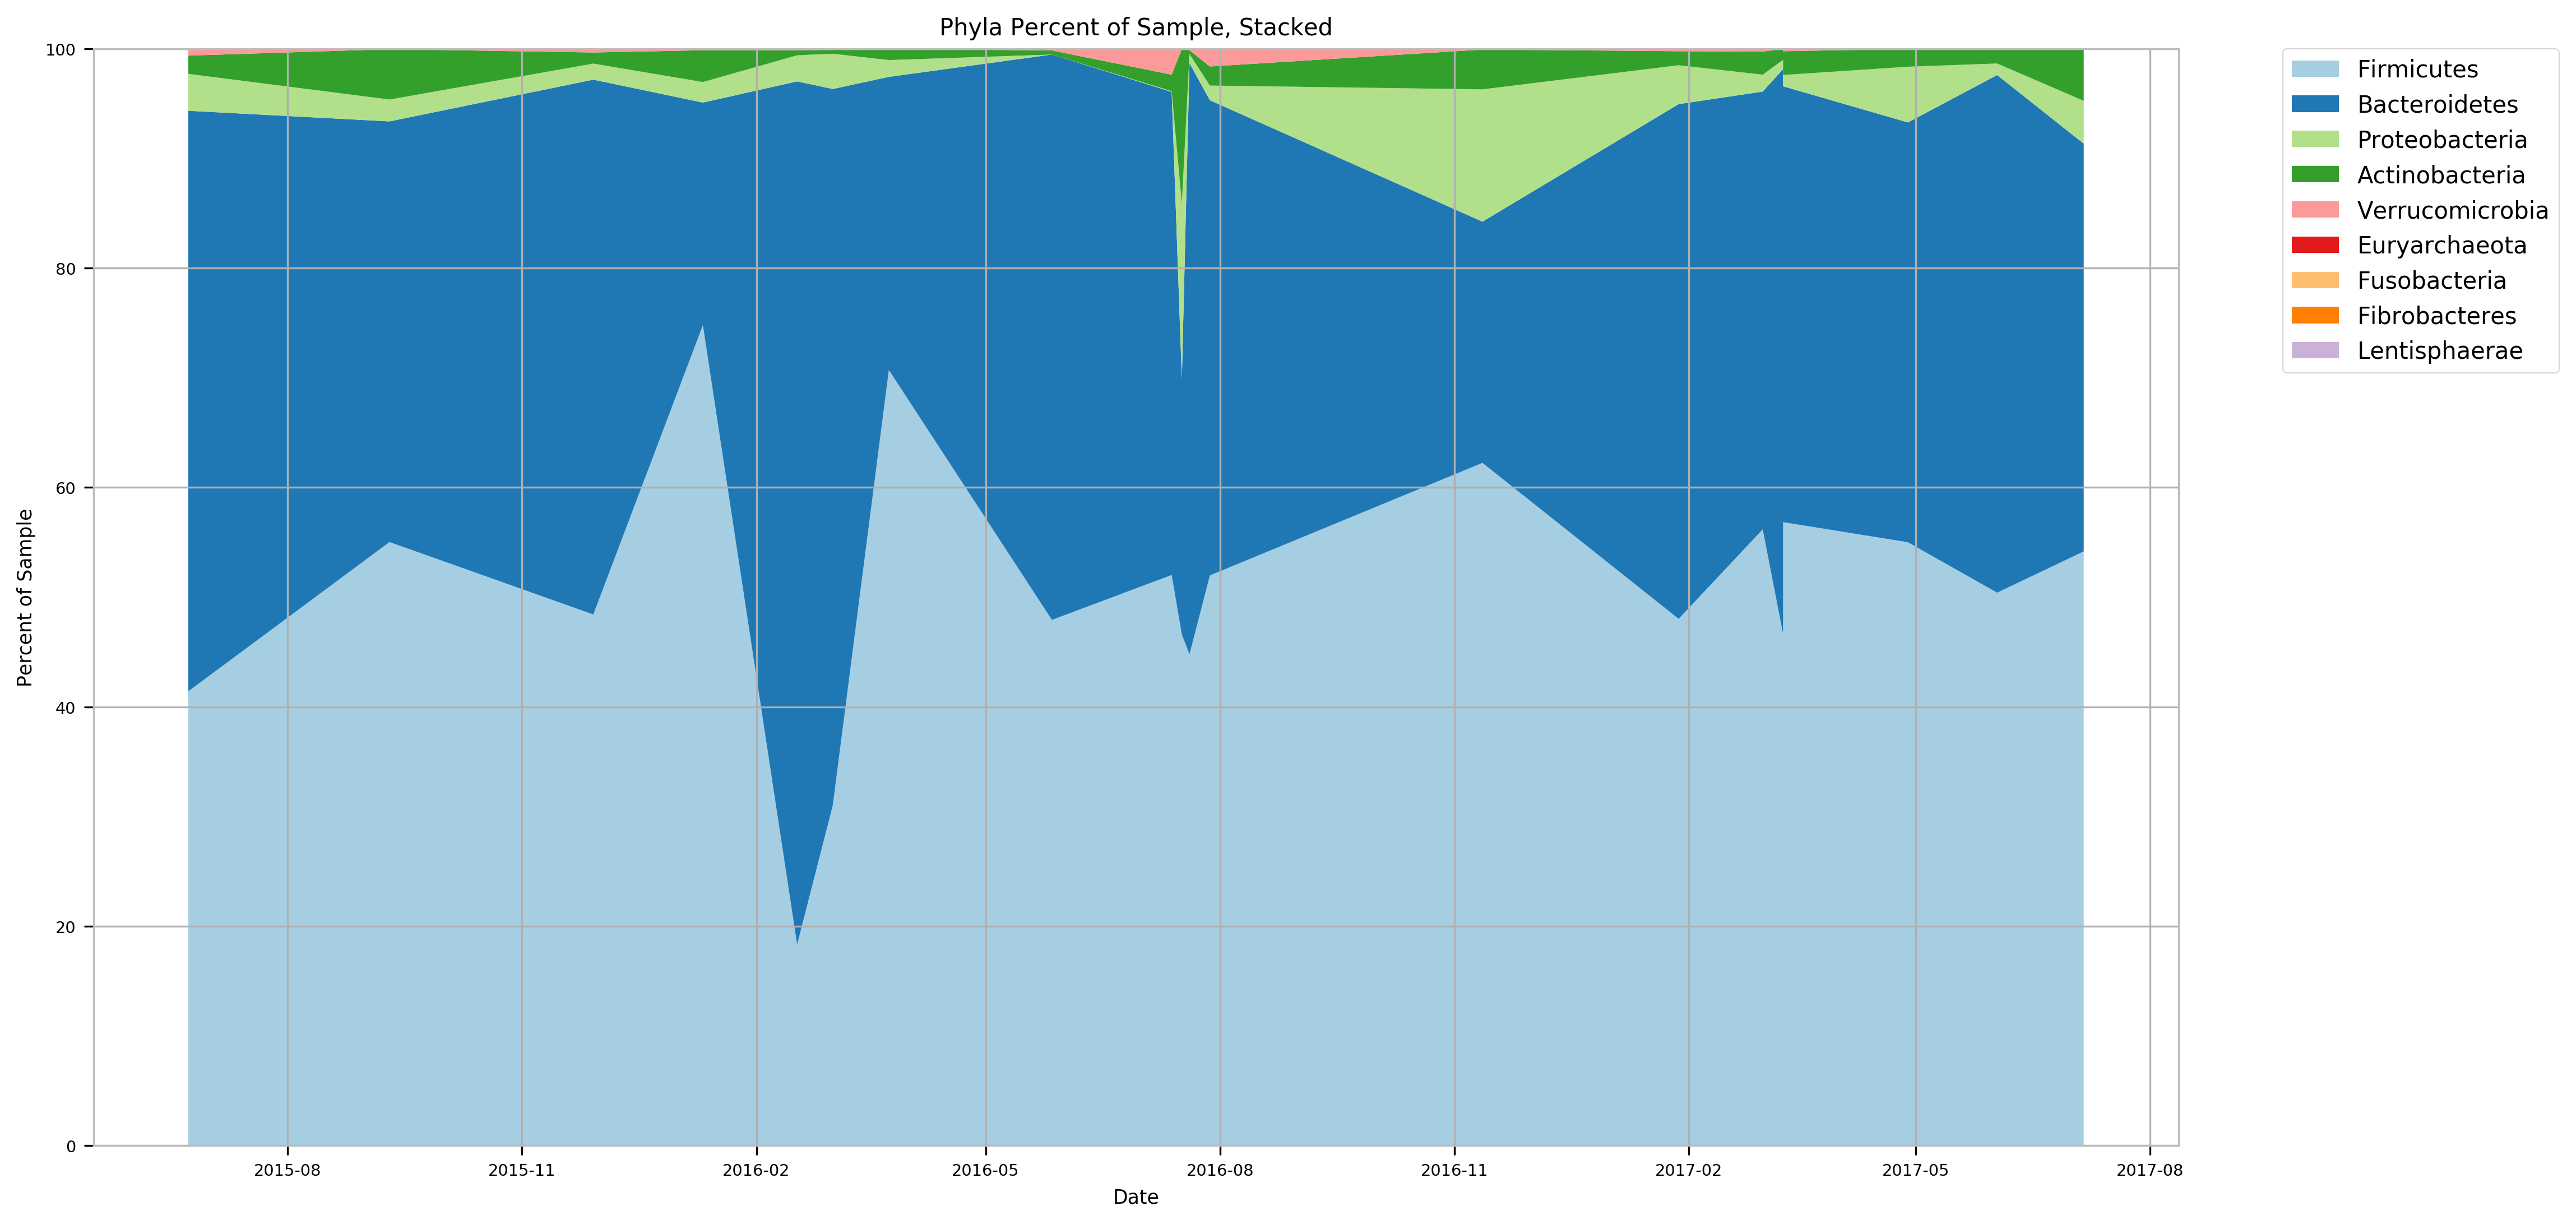 Phyla Percent of Sample, Stacked
100
80
60
40
20
0
Percent of Sample
2015-08
2015-11
2016-02
2016-05
2016-08
2016-11
2017-02
2017-05
2017-08
Date
Firmicutes
Bacteroidetes
Proteobacteria
Actinobacteria
Verrucomicrobia
Euryarchaeota
Fusobacteria
Fibrobacteres
Lentisphaerae